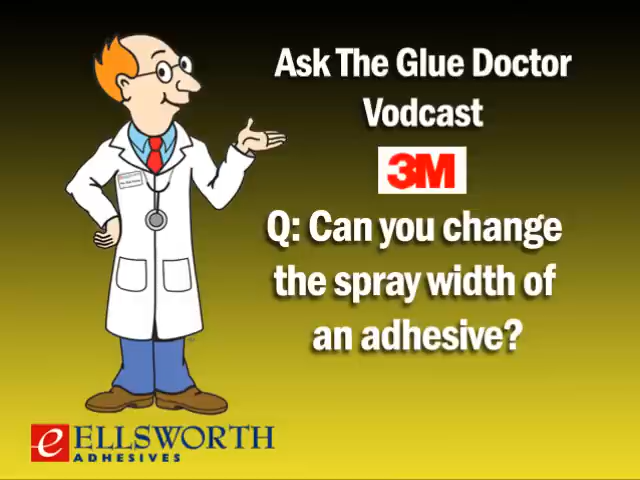 Ask The Glue Doctor
Vodcast
3M
Q: Can you change
the spray width of
an adhesive?
e ELLSWORTH
ADHESIVES